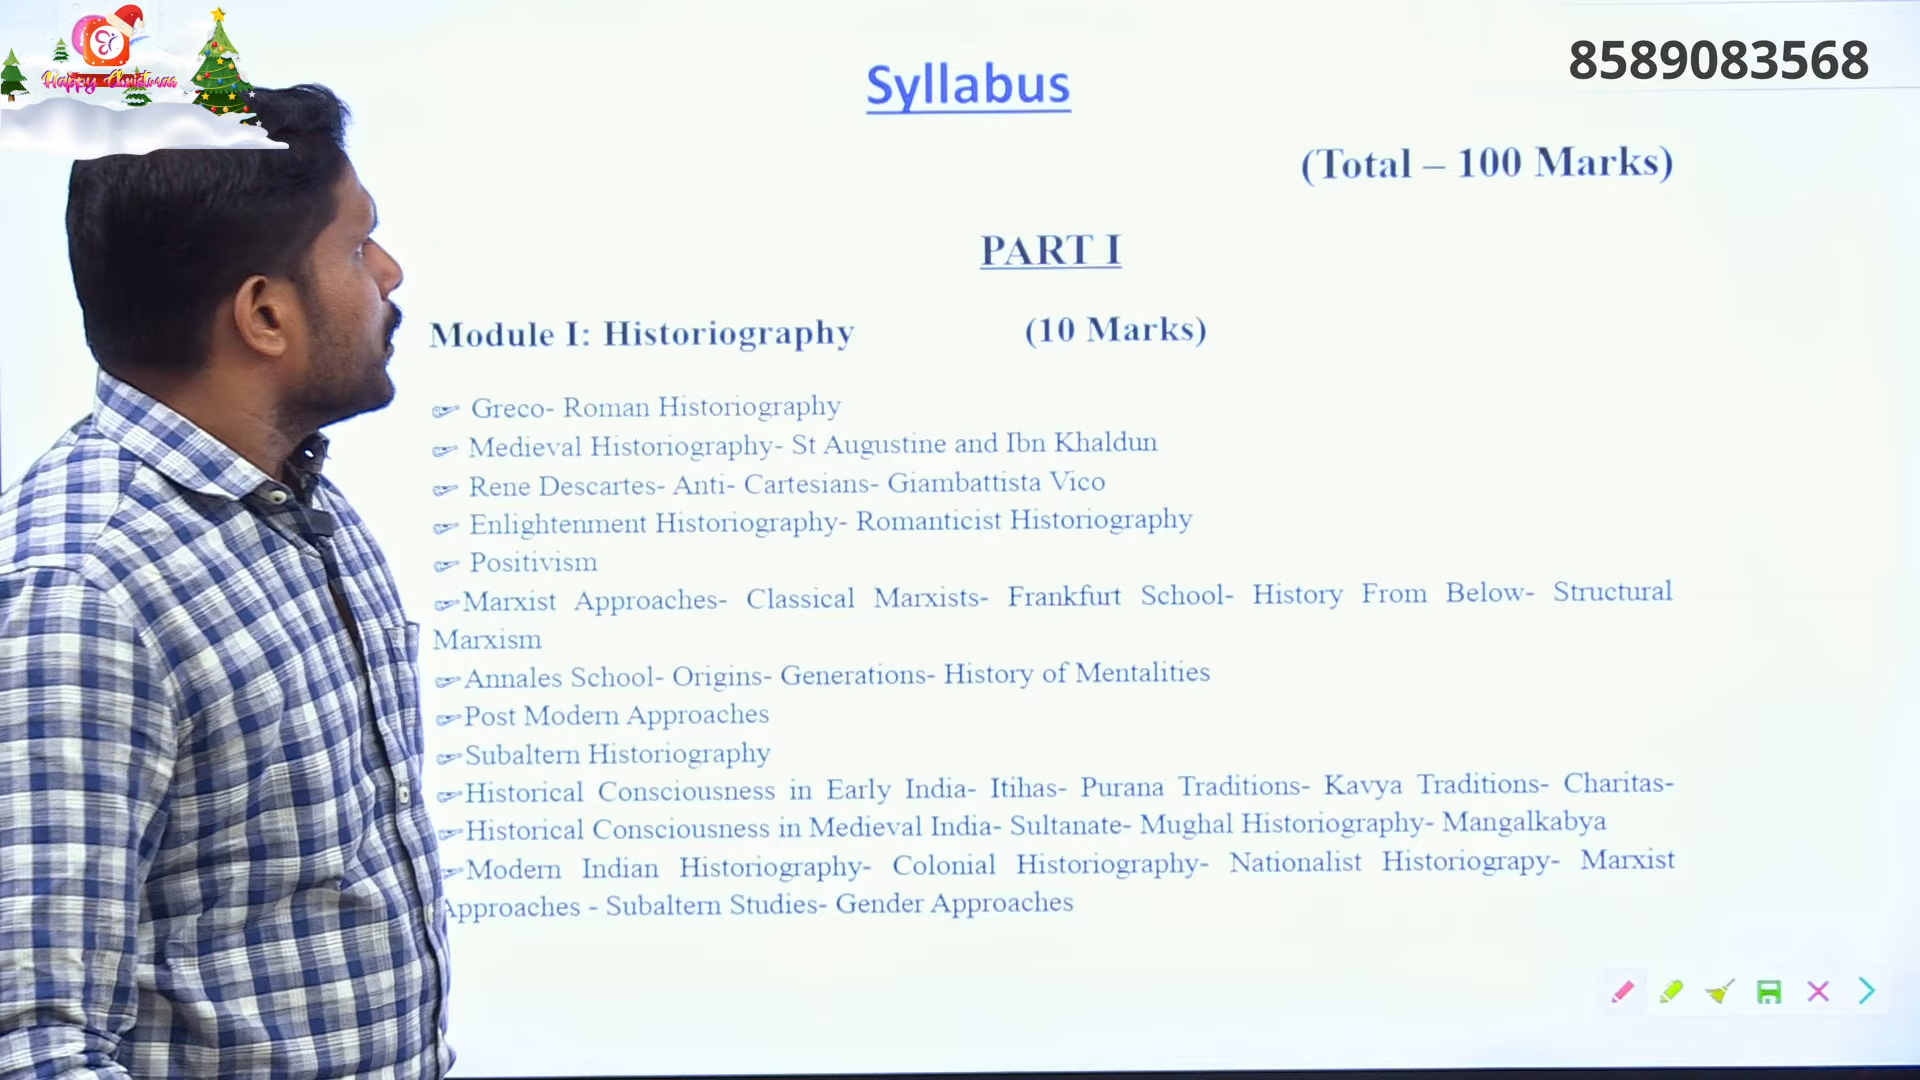 Happy Christmas
8589083568
Syllabus
(Total – 100 Marks)
PART I
Module I: Historiography (10 Marks)
Greco- Roman Historiography
Medieval Historiography- St Augustine and Ibn Khaldun
Rene Descartes- Anti- Cartesians- Giambattista Vico
Enlightenment Historiography- Romanticist Historiography
Positivism
Marxist Approaches- Classical Marxists- Frankfurt School- History From Below- Structural
Marxism
Annales School- Origins- Generations- History of Mentalities
Post Modern Approaches
Subaltern Historiography
Historical Consciousness in Early India- Itihas- Purana Traditions- Kavya Traditions- Charitas-
Historical Consciousness in Medieval India- Sultanate- Mughal Historiography- Mangalkabya
Modern Indian Historiography- Colonial Historiography- Nationalist Historiograpy- Marxist
Approaches - Subaltern Studies- Gender Approaches